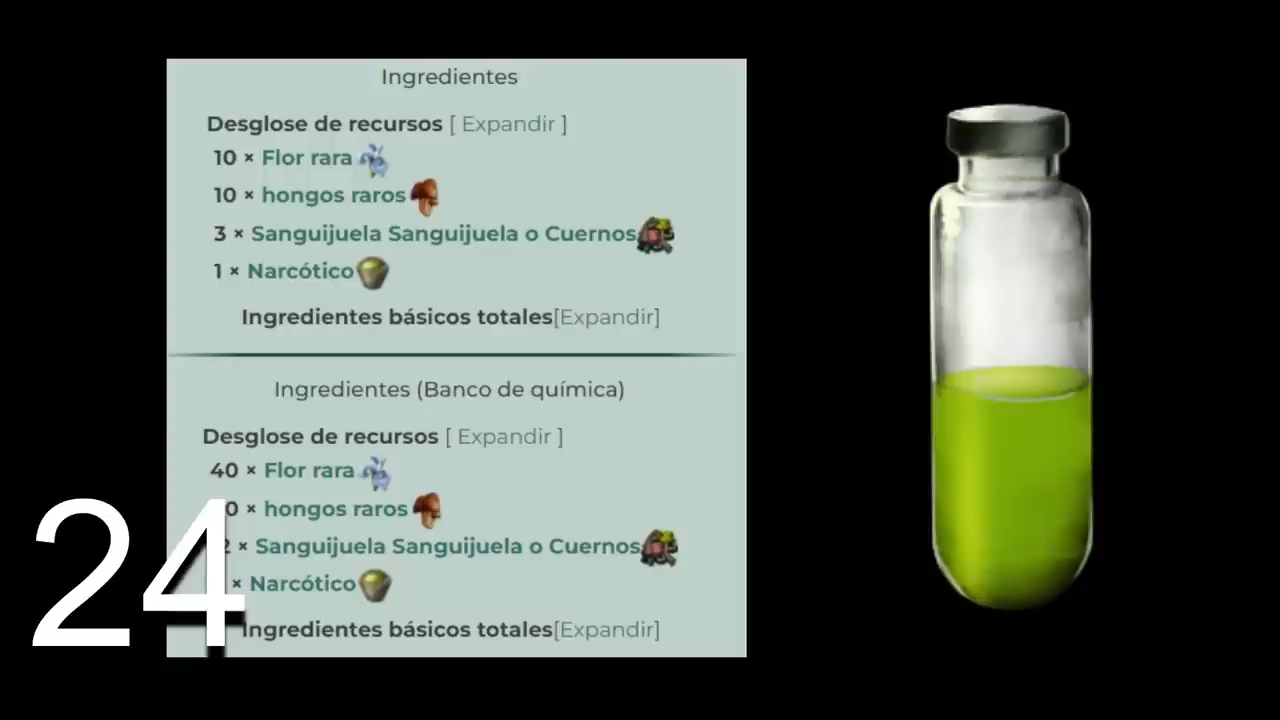 Ingredientes
Desglose de recursos [ Expandir ]
10 × Flor rara
10 × hongos raros
3 × Sanguijuela Sanguijuela o Cuernos
1 × Narcótico
Ingredientes básicos totales[Expandir]
Ingredientes (Banco de química)
Desglose de recursos [ Expandir ]
40 × Flor rara
0 × hongos raros
2 × Sanguijuela Sanguijuela o Cuernos
× Narcótico
Ingredientes básicos totales[Expandir]
24